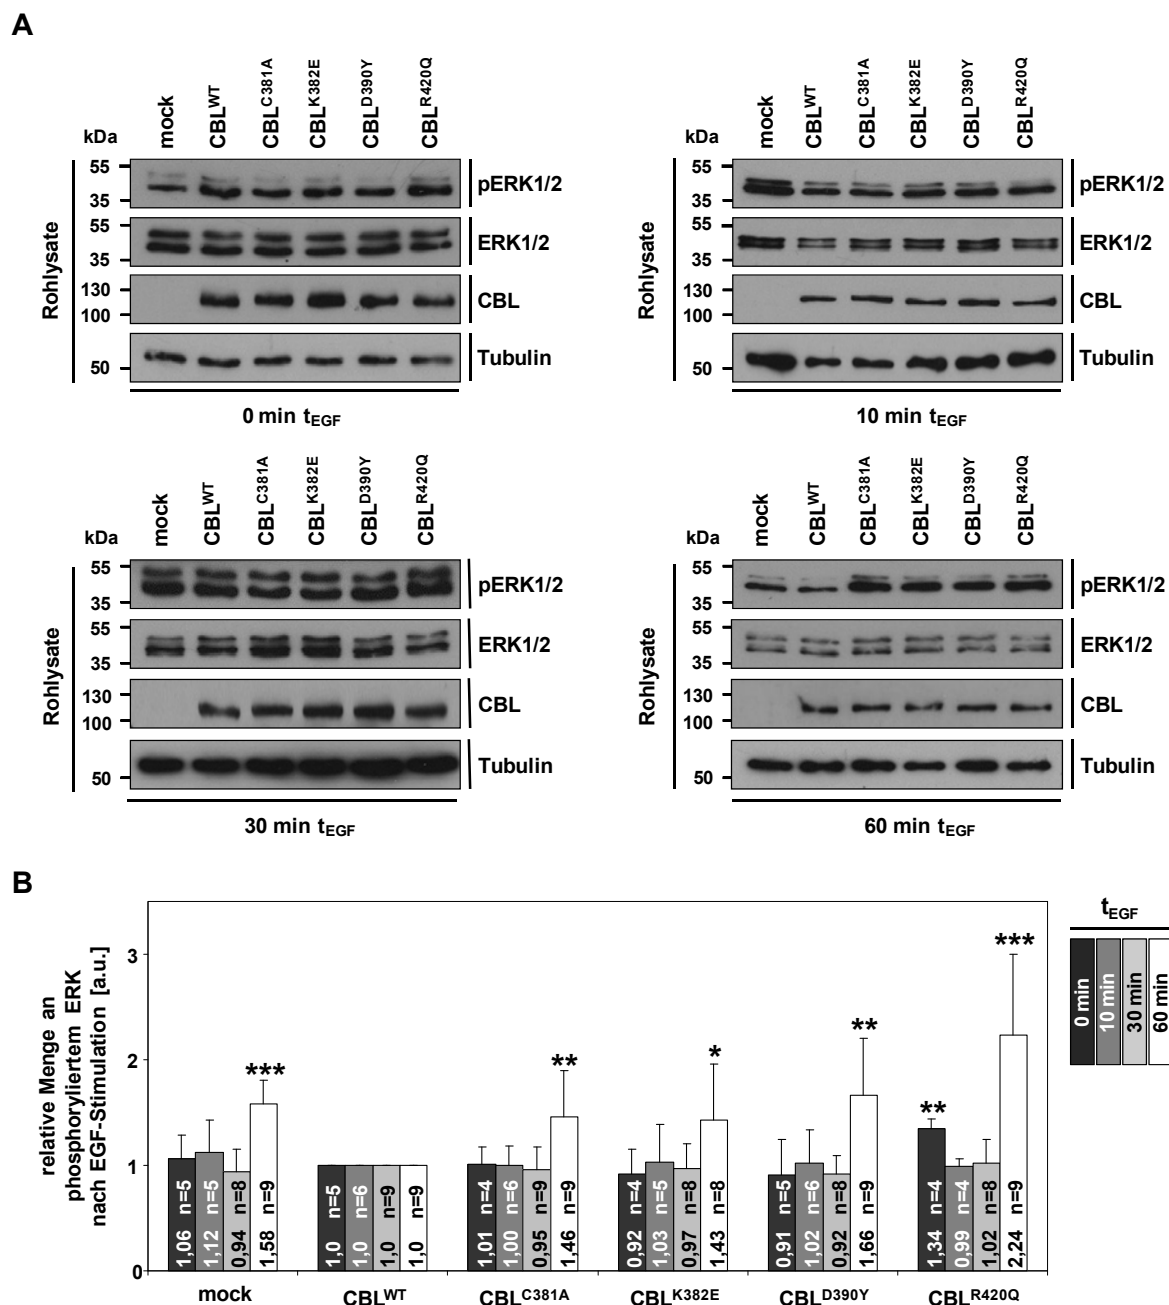 A
mock CBL^WT CBL^C381A CBL^K382E CBL^D390Y CBL^R420Q
kDa
Rohlysate
55
35
pERK1/2
55
35
ERK1/2
130
100
CBL
50
Tubulin
0 min t_EGF
mock CBL^WT CBL^C381A CBL^K382E CBL^D390Y CBL^R420Q
kDa
Rohlysate
55
35
pERK1/2
55
35
ERK1/2
130
100
CBL
50
Tubulin
10 min t_EGF
mock CBL^WT CBL^C381A CBL^K382E CBL^D390Y CBL^R420Q
kDa
Rohlysate
55
35
pERK1/2
55
35
ERK1/2
130
100
CBL
50
Tubulin
30 min t_EGF
mock CBL^WT CBL^C381A CBL^K382E CBL^D390Y CBL^R420Q
kDa
Rohlysate
55
35
pERK1/2
55
35
ERK1/2
130
100
CBL
50
Tubulin
60 min t_EGF
B
relative Menge an
phosphoryliertem ERK
nach EGF-Stimulation [a.u.]
3
2
1
0
***
**
*
**
**
***
1,06 n=5
1,12 n=5
0,94 n=8
1,58 n=9
1,0 n=5
1,0 n=6
1,0 n=9
1,0 n=9
1,01 n=4
1,00 n=6
0,95 n=9
1,46 n=9
0,92 n=4
1,03 n=5
0,97 n=8
1,43 n=8
0,91 n=5
1,02 n=6
0,92 n=8
1,66 n=9
1,34 n=4
0,99 n=4
1,02 n=8
2,24 n=9
mock CBL^WT CBL^C381A CBL^K382E CBL^D390Y CBL^R420Q
t_EGF
0 min
10 min
30 min
60 min